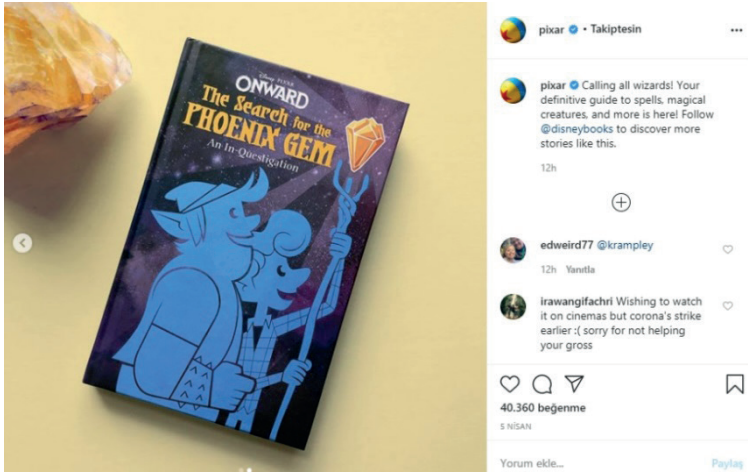 Disney · PIXAR
ONWARD
The Search for the
PHOENIX GEM
An In-Questigation
pixar • Takiptesin
pixar Calling all wizards! Your
definitive guide to spells, magical
creatures, and more is here! Follow
@disneybooks to discover more
stories like this.
12h
edweird77 @krampley
12h Yanıtla
irawangifachri Wishing to watch
it on cinemas but corona's strike
earlier :( sorry for not helping
your gross
40.360 beğenme
5 NİSAN
Yorum ekle...
Paylaş